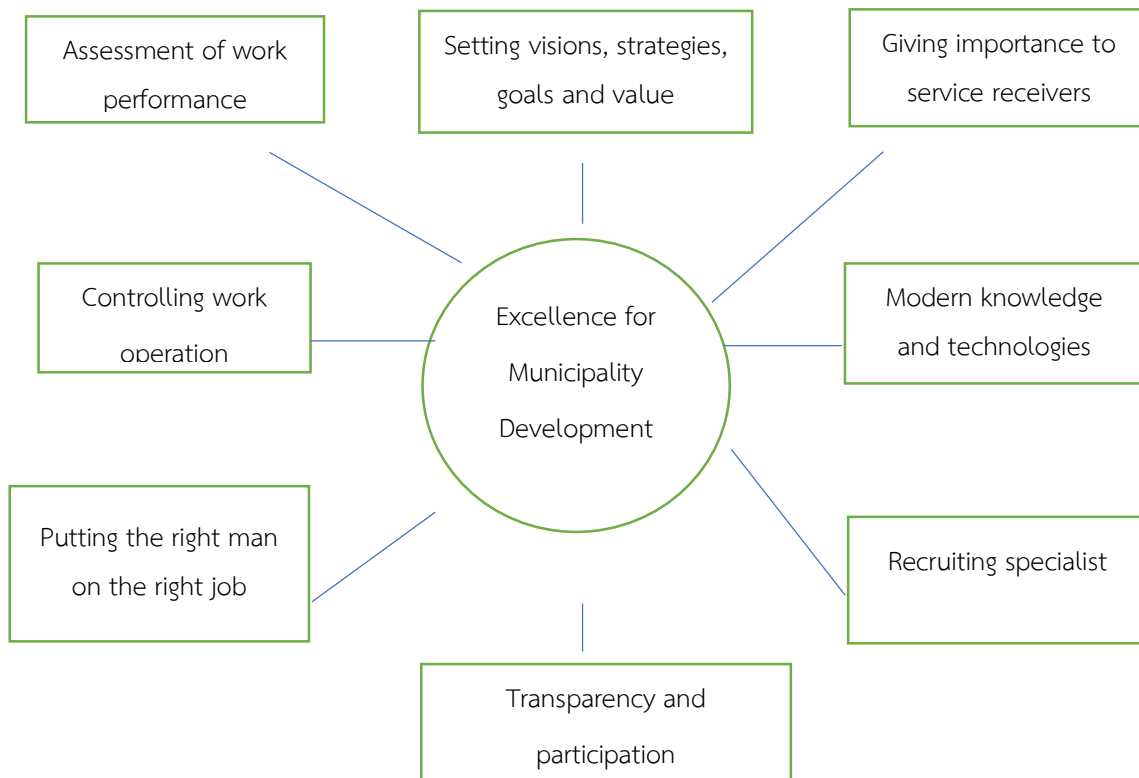 Assessment of work
performance
Setting visions, strategies,
goals and value
Giving importance to
service receivers
Controlling work
operation
Excellence for
Municipality
Development
Modern knowledge
and technologies
Putting the right man
on the right job
Recruiting specialist
Transparency and
participation